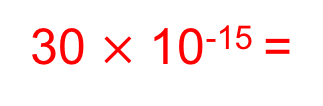 30 × 10⁻¹⁵ =